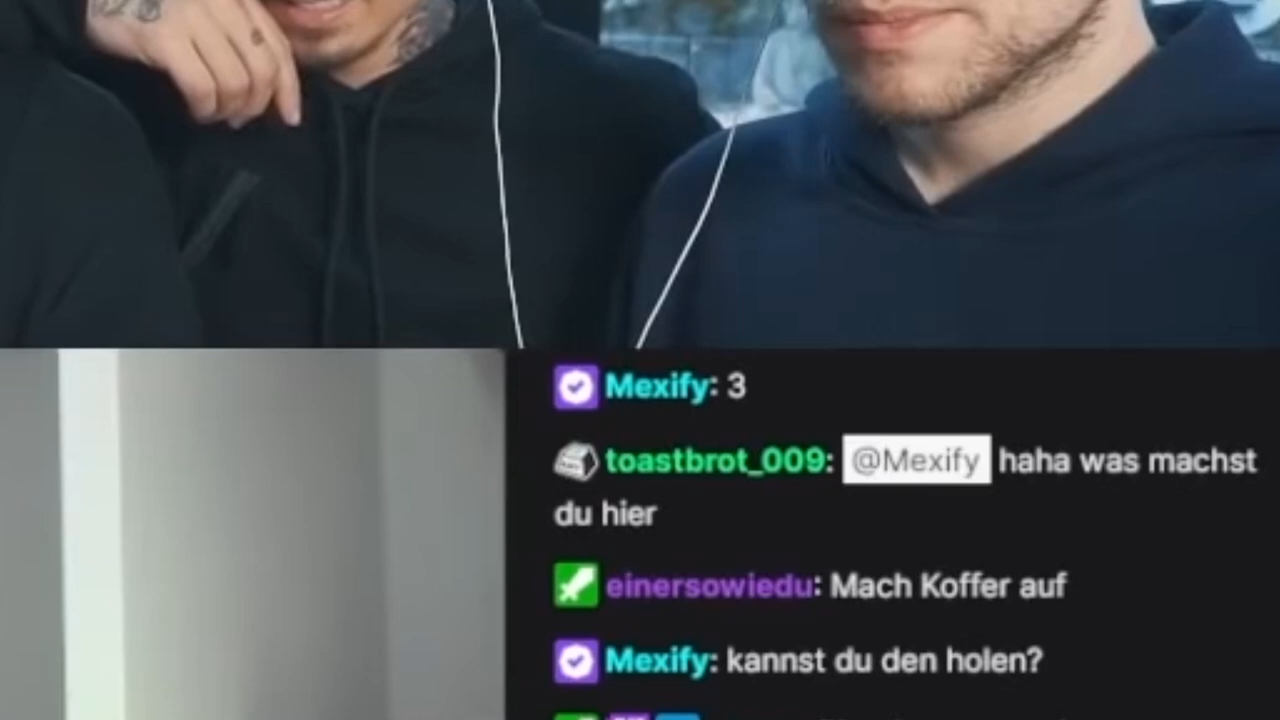 Mexify: 3
toastbrot_009: @Mexify haha was machst
du hier
einersowiedu: Mach Koffer auf
Mexify: kannst du den holen?